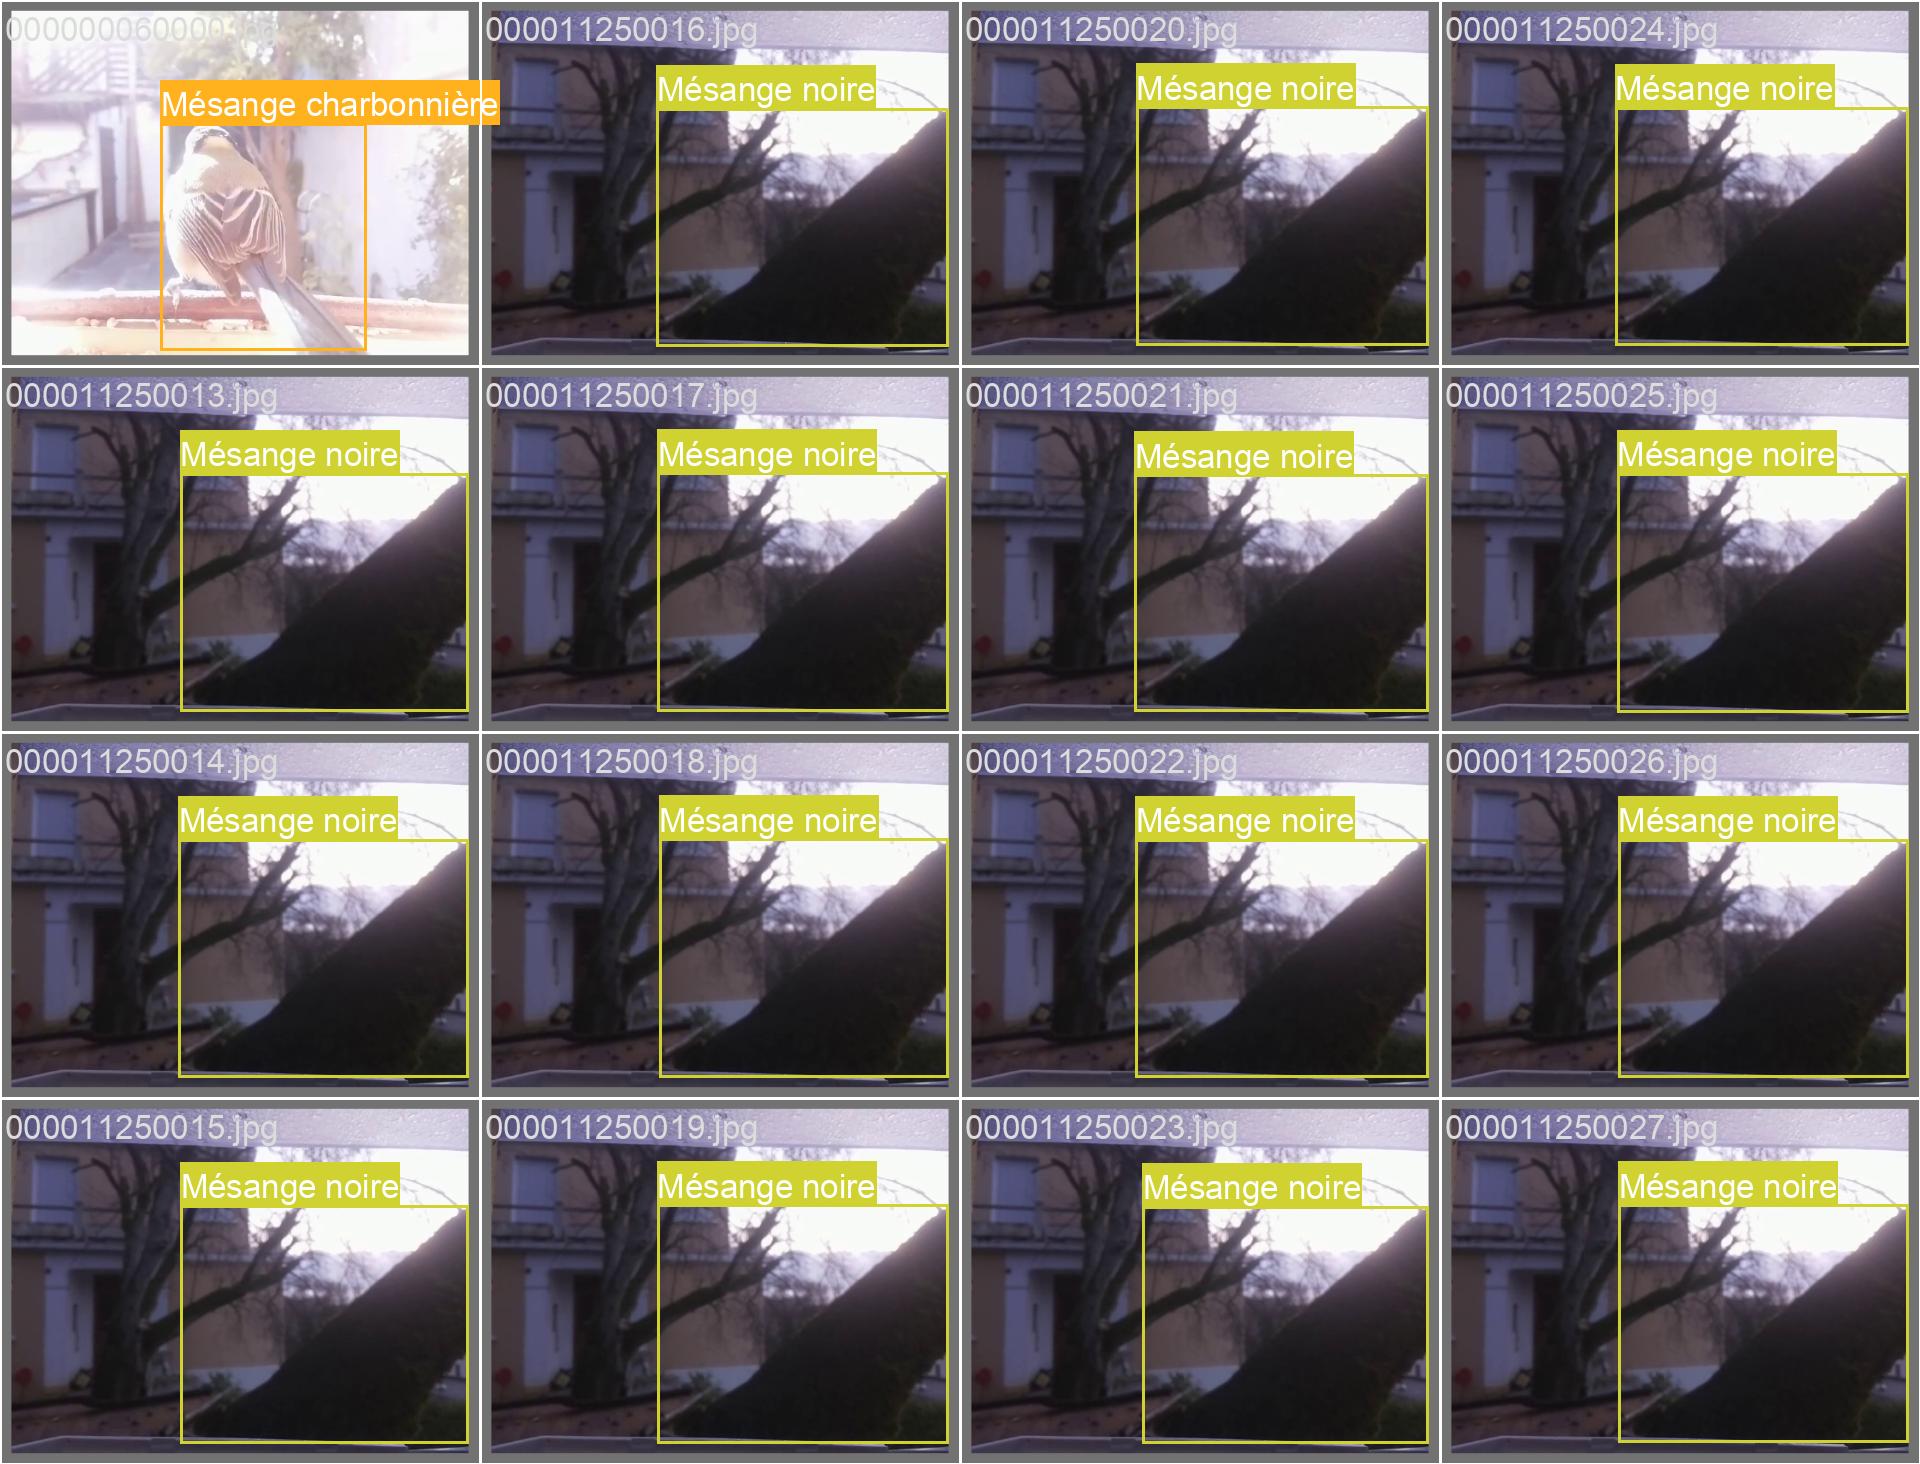 000000060000.jpg
Mésange charbonnière
000011250016.jpg
Mésange noire
000011250020.jpg
Mésange noire
000011250024.jpg
Mésange noire
000011250013.jpg
Mésange noire
000011250017.jpg
Mésange noire
000011250021.jpg
Mésange noire
000011250025.jpg
Mésange noire
000011250014.jpg
Mésange noire
000011250018.jpg
Mésange noire
000011250022.jpg
Mésange noire
000011250026.jpg
Mésange noire
000011250015.jpg
Mésange noire
000011250019.jpg
Mésange noire
000011250023.jpg
Mésange noire
000011250027.jpg
Mésange noire